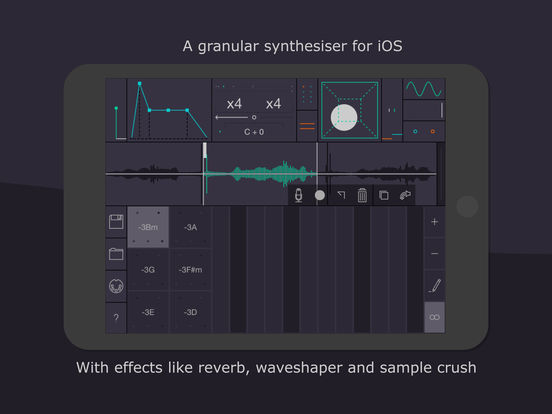 A granular synthesiser for iOS
x4 x4
C + 0
-3Bm -3A
-3G -3F#m
-3E -3D
?
With effects like reverb, waveshaper and sample crush